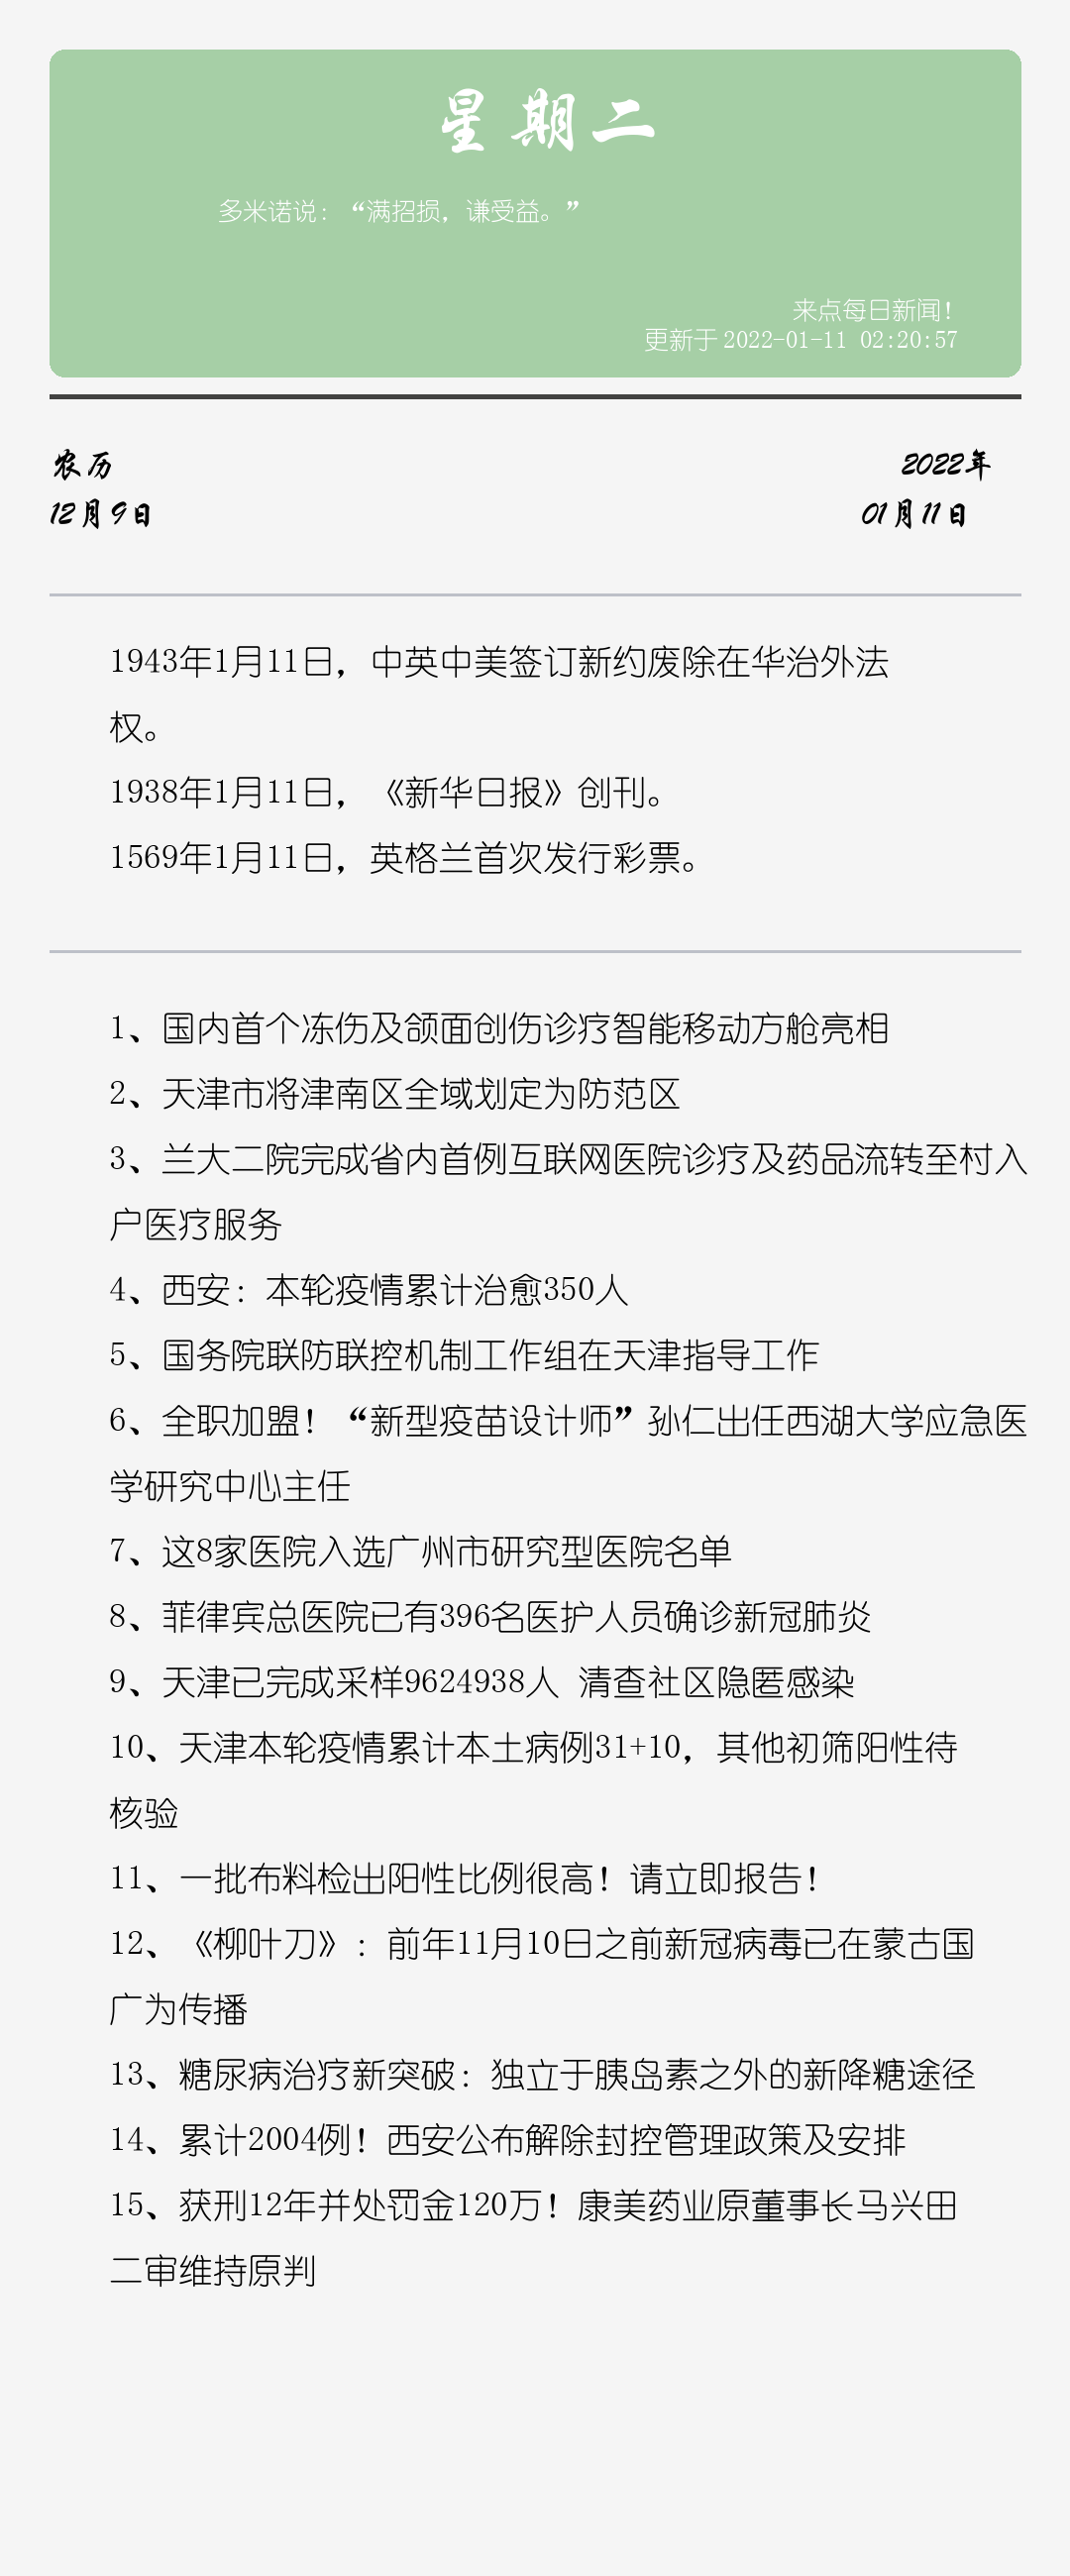 星期二
多米诺说：“满招损，谦受益。”
来点每日新闻！
更新于 2022-01-11 02:20:57
农历
2022年
12月9日
01月11日
1943年1月11日，中英中美签订新约废除在华治外法
权。
1938年1月11日，《新华日报》创刊。
1569年1月11日，英格兰首次发行彩票。
1、国内首个冻伤及颌面创伤诊疗智能移动方舱亮相
2、天津市将津南区全域划定为防范区
3、兰大二院完成省内首例互联网医院诊疗及药品流转至村入
户医疗服务
4、西安：本轮疫情累计治愈350人
5、国务院联防联控机制工作组在天津指导工作
6、全职加盟！“新型疫苗设计师”孙仁出任西湖大学应急医
学研究中心主任
7、这8家医院入选广州市研究型医院名单
8、菲律宾总医院已有396名医护人员确诊新冠肺炎
9、天津已完成采样9624938人 清查社区隐匿感染
10、天津本轮疫情累计本土病例31+10，其他初筛阳性待
核验
11、一批布料检出阳性比例很高！请立即报告！
12、《柳叶刀》：前年11月10日之前新冠病毒已在蒙古国
广为传播
13、糖尿病治疗新突破：独立于胰岛素之外的新降糖途径
14、累计2004例！西安公布解除封控管理政策及安排
15、获刑12年并处罚金120万！康美药业原董事长马兴田
二审维持原判